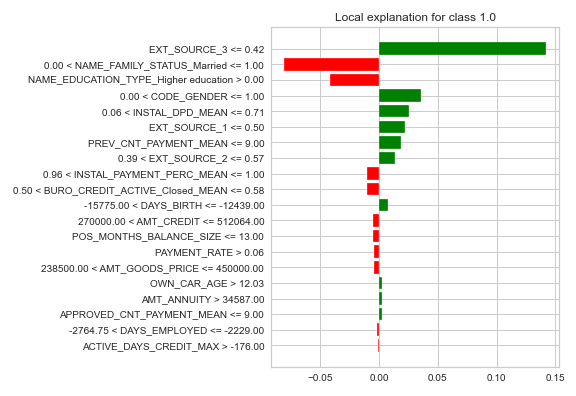 Local explanation for class 1.0
EXT_SOURCE_3 <= 0.42
0.00 < NAME_FAMILY_STATUS_Married <= 1.00
NAME_EDUCATION_TYPE_Higher education > 0.00
0.00 < CODE_GENDER <= 1.00
0.06 < INSTAL_DPD_MEAN <= 0.71
EXT_SOURCE_1 <= 0.50
PREV_CNT_PAYMENT_MEAN <= 9.00
0.39 < EXT_SOURCE_2 <= 0.57
0.96 < INSTAL_PAYMENT_PERC_MEAN <= 1.00
0.50 < BURO_CREDIT_ACTIVE_Closed_MEAN <= 0.58
-15775.00 < DAYS_BIRTH <= -12439.00
270000.00 < AMT_CREDIT <= 512064.00
POS_MONTHS_BALANCE_SIZE <= 13.00
PAYMENT_RATE > 0.06
238500.00 < AMT_GOODS_PRICE <= 450000.00
OWN_CAR_AGE > 12.03
AMT_ANNUITY > 34587.00
APPROVED_CNT_PAYMENT_MEAN <= 9.00
-2764.75 < DAYS_EMPLOYED <= -2229.00
ACTIVE_DAYS_CREDIT_MAX > -176.00
−0.05 0.00 0.05 0.10 0.15